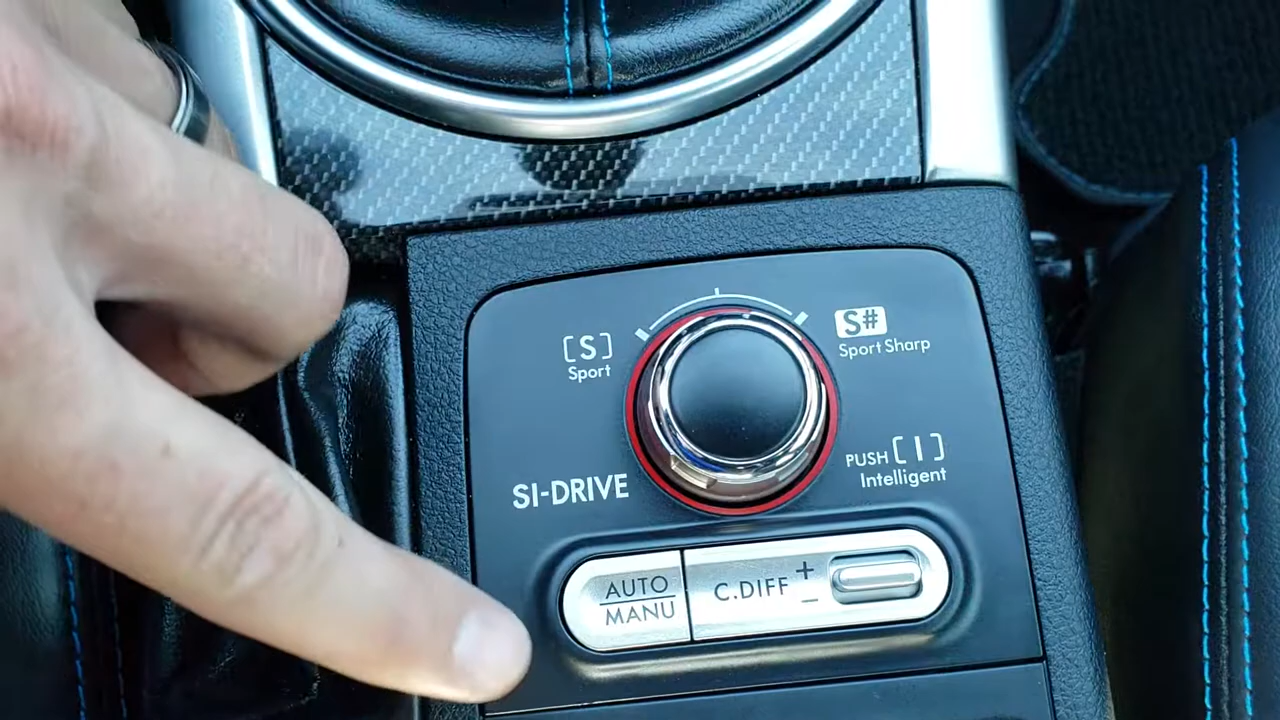 [S]
Sport
S#
Sport Sharp
PUSH [I]
Intelligent
SI-DRIVE
AUTO
MANU
C.DIFF + −